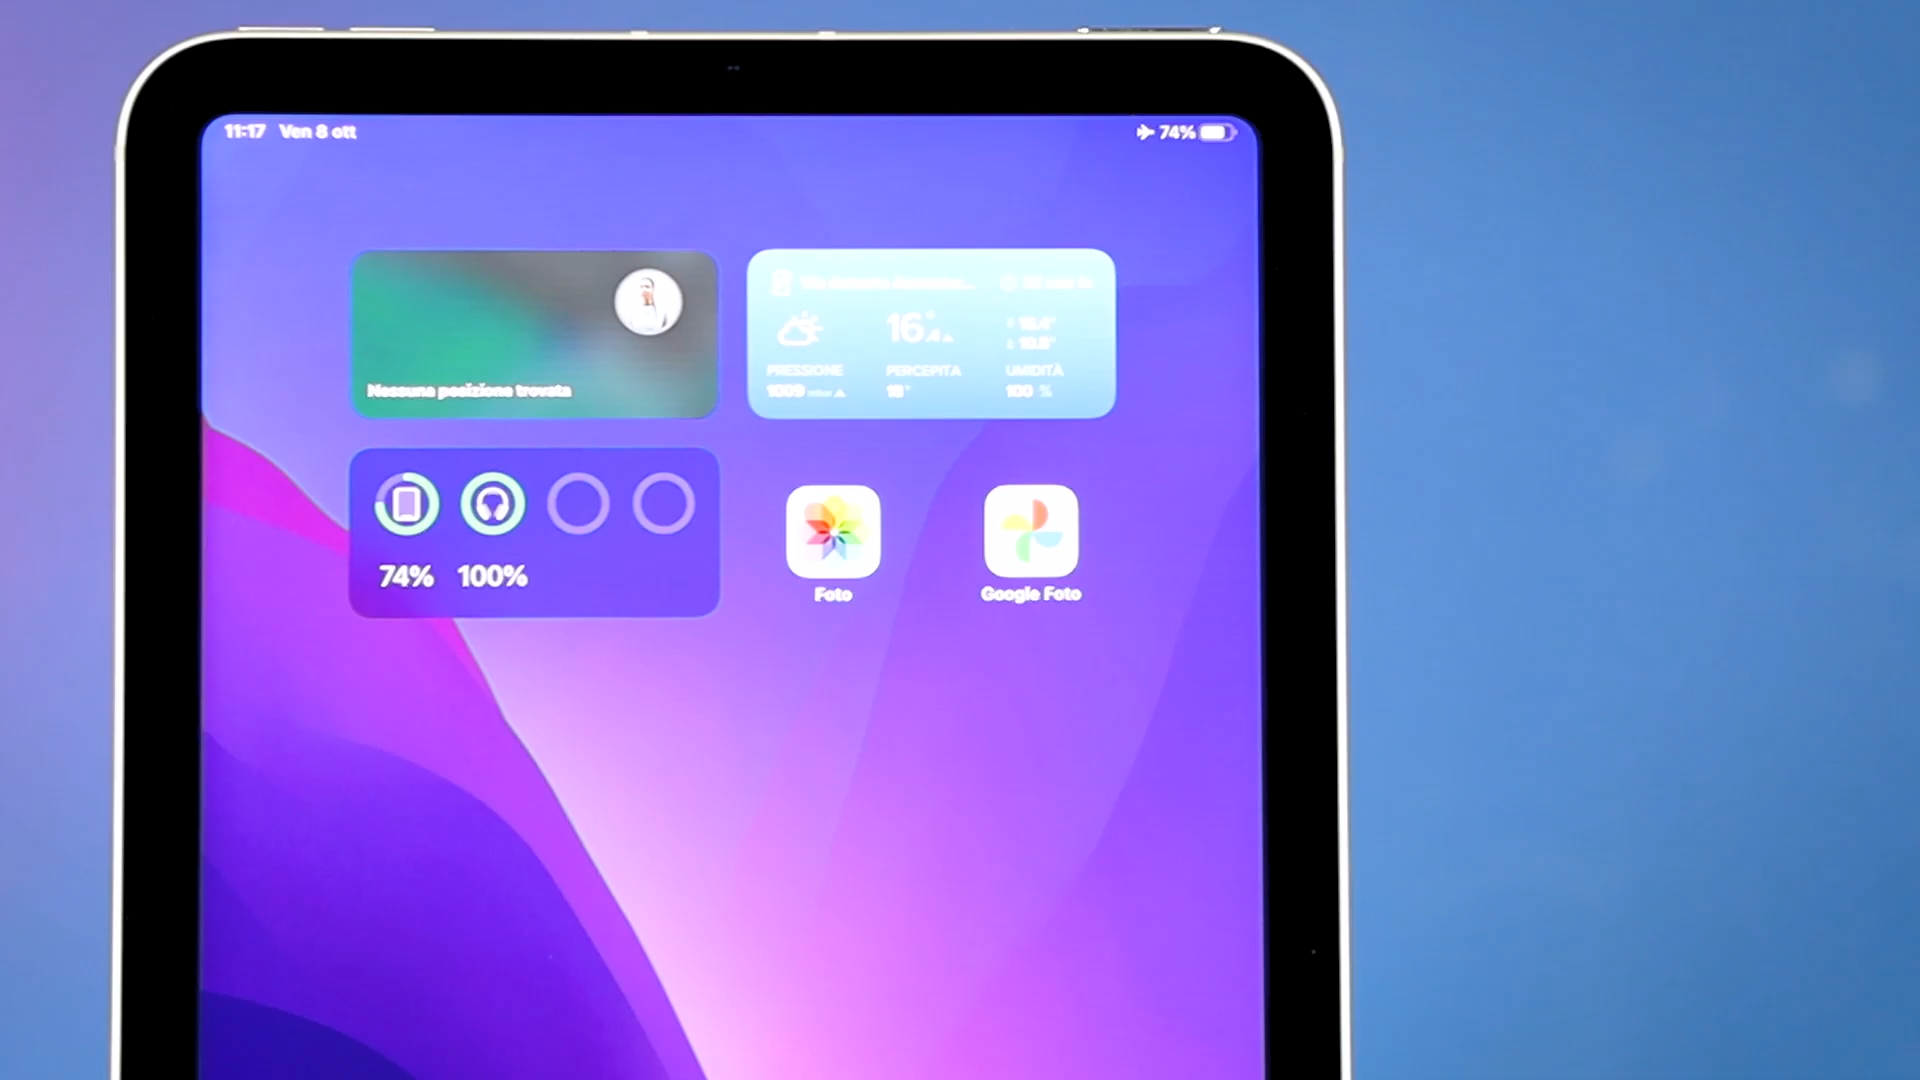 11:17 Ven 8 ott
74%
Nessuna posizione trovata
16°
PRESSIONE PERCEPITA UMIDITÀ
1009 mbar 100 %
74% 100%
Foto Google Foto